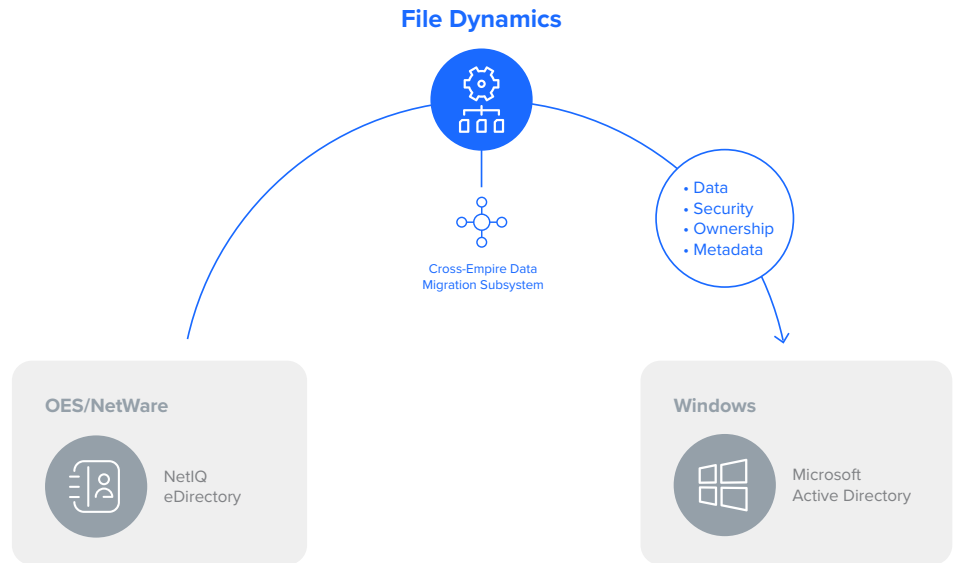 File Dynamics
• Data
• Security
• Ownership
• Metadata
Cross-Empire Data
Migration Subsystem
OES/NetWare
NetIQ
eDirectory
Windows
Microsoft
Active Directory